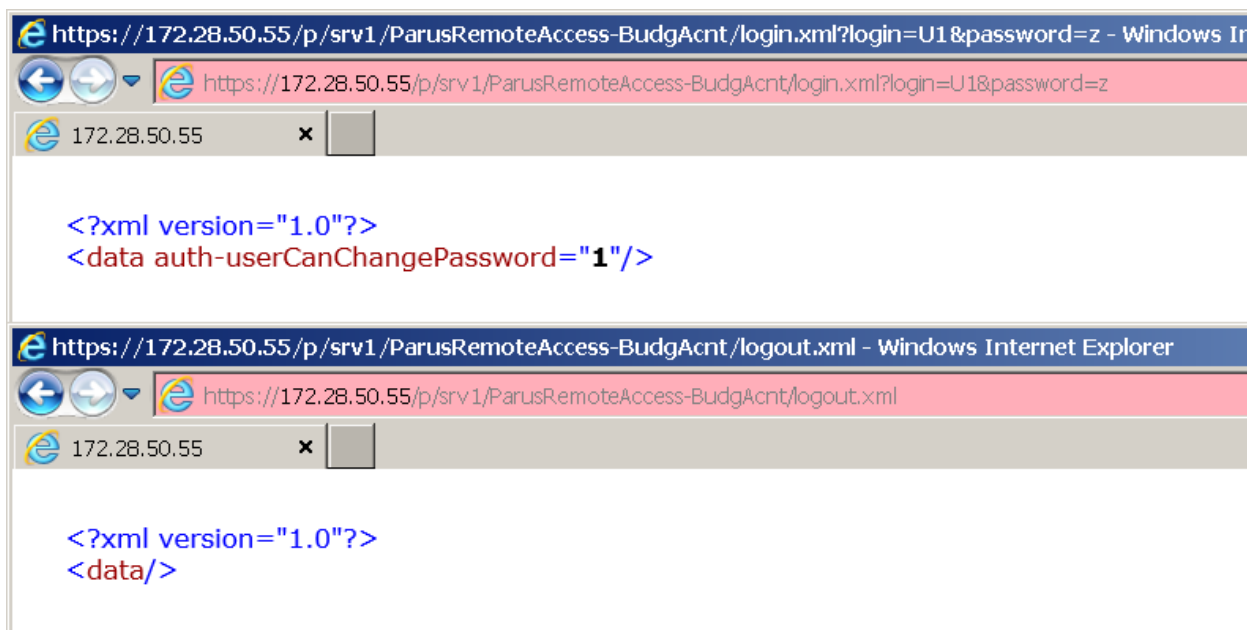 https://172.28.50.55/p/srv1/ParusRemoteAccess-BudgAcnt/login.xml?login=U1&password=z - Windows In
https://172.28.50.55/p/srv1/ParusRemoteAccess-BudgAcnt/login.xml?login=U1&password=z
172.28.50.55
<?xml version="1.0"?>
<data auth-userCanChangePassword="1"/>
https://172.28.50.55/p/srv1/ParusRemoteAccess-BudgAcnt/logout.xml - Windows Internet Explorer
https://172.28.50.55/p/srv1/ParusRemoteAccess-BudgAcnt/logout.xml
172.28.50.55
<?xml version="1.0"?>
<data/>